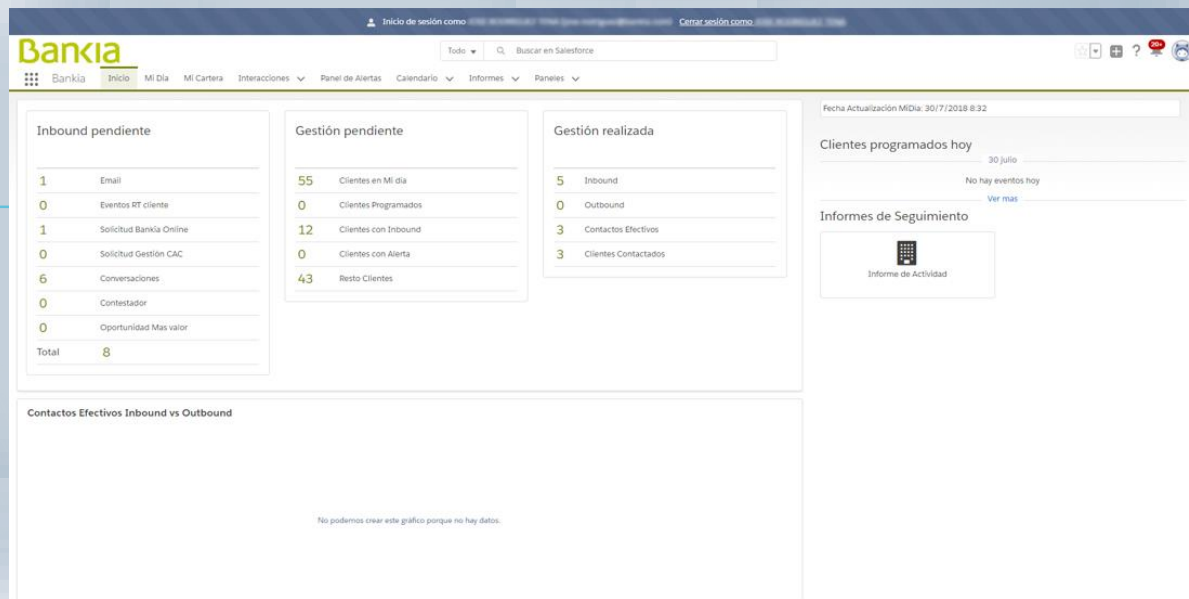 Inicio de sesión como
Cerrar sesión como
Bankia
Todo
Buscar en Salesforce
20+
Bankia
Inicio
Mi Día
Mi Cartera
Interacciones
Panel de Alertas
Calendario
Informes
Paneles
Inbound pendiente
1 Email
0 Eventos RT cliente
1 Solicitud Bankia Online
0 Solicitud Gestión CAC
6 Conversaciones
0 Contestador
0 Oportunidad Mas valor
Total 8
Gestión pendiente
55 Clientes en Mi día
0 Clientes Programados
12 Clientes con Inbound
0 Clientes con Alerta
43 Resto Clientes
Gestión realizada
5 Inbound
0 Outbound
3 Contactos Efectivos
3 Clientes Contactados
Fecha Actualización MiDia: 30/7/2018 8:32
Clientes programados hoy
30 julio
No hay eventos hoy
Ver mas
Informes de Seguimiento
Informe de Actividad
Contactos Efectivos Inbound vs Outbound
No podemos crear este gráfico porque no hay datos.